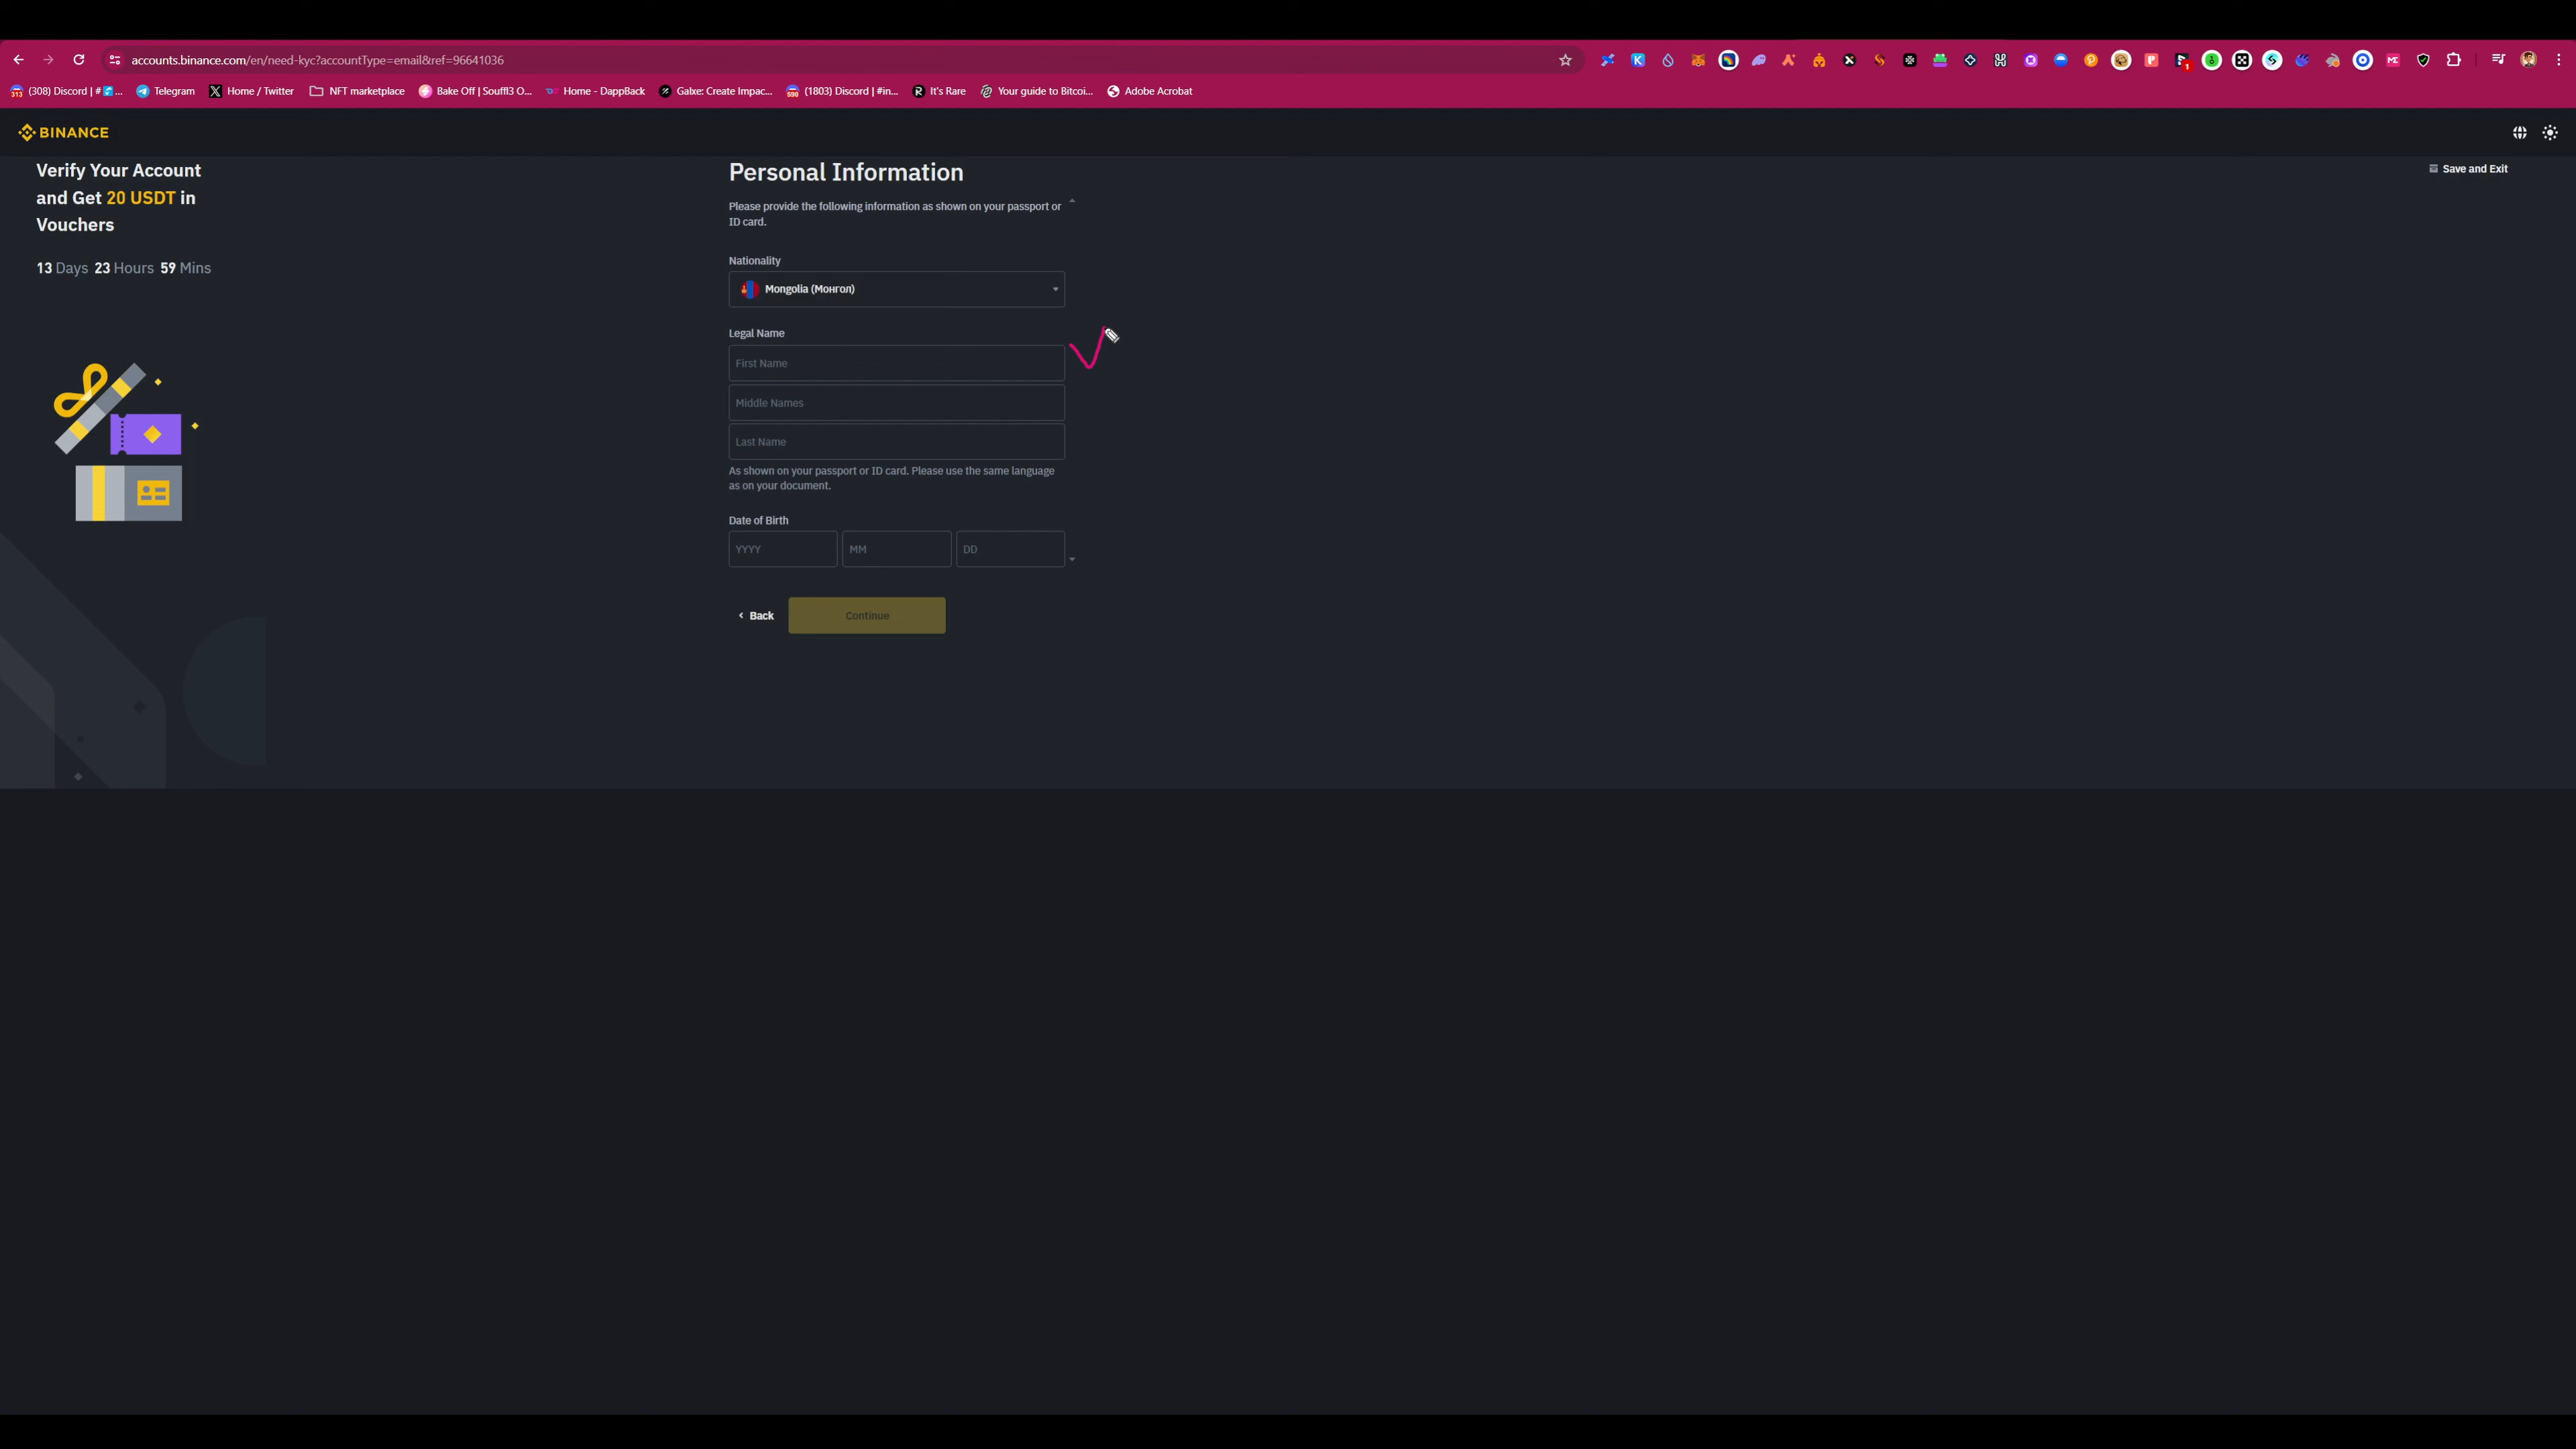 accounts.binance.com/en/need-kyc?accountType=email&ref=96641036
313 (308) Discord | # ... Telegram Home / Twitter NFT marketplace Bake Off | Souffl3 O... Home - DappBack Galxe: Create Impac... 590 (1803) Discord | #in... It's Rare Your guide to Bitcoi... Adobe Acrobat
BINANCE
Verify Your Account
and Get 20 USDT in
Vouchers
13 Days 23 Hours 59 Mins
Personal Information
Save and Exit
Please provide the following information as shown on your passport or
ID card.
Nationality
Mongolia (Монгол)
Legal Name
First Name
Middle Names
Last Name
As shown on your passport or ID card. Please use the same language
as on your document.
Date of Birth
YYYY MM DD
Back Continue